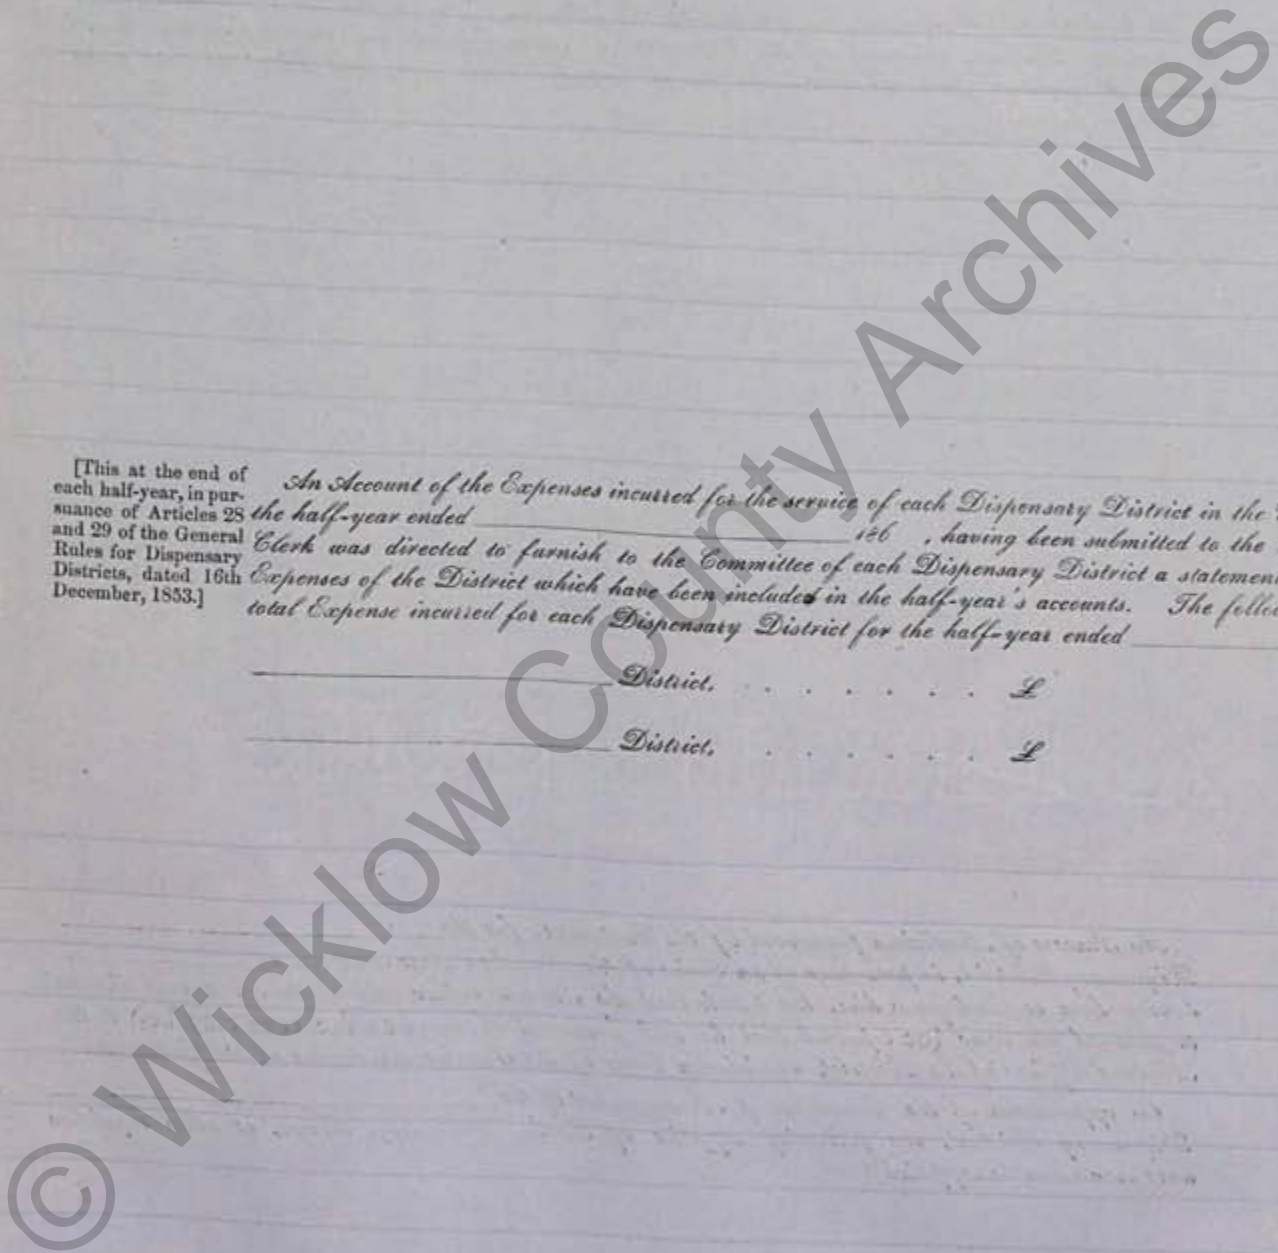 [This at the end of
each half-year, in pur-
suance of Articles 28
and 29 of the General
Rules for Dispensary
Districts, dated 16th
December, 1853.]
An Account of the Expenses incurred for the service of each Dispensary District in the
the half-year ended 186 , having been submitted to the
Clerk was directed to furnish to the Committee of each Dispensary District a statement
Expenses of the District which have been included in the half-year's accounts. The follo
total Expense incurred for each Dispensary District for the half-year ended
District, . . . . . . £
District, . . . . . . £
© Wicklow County Archives